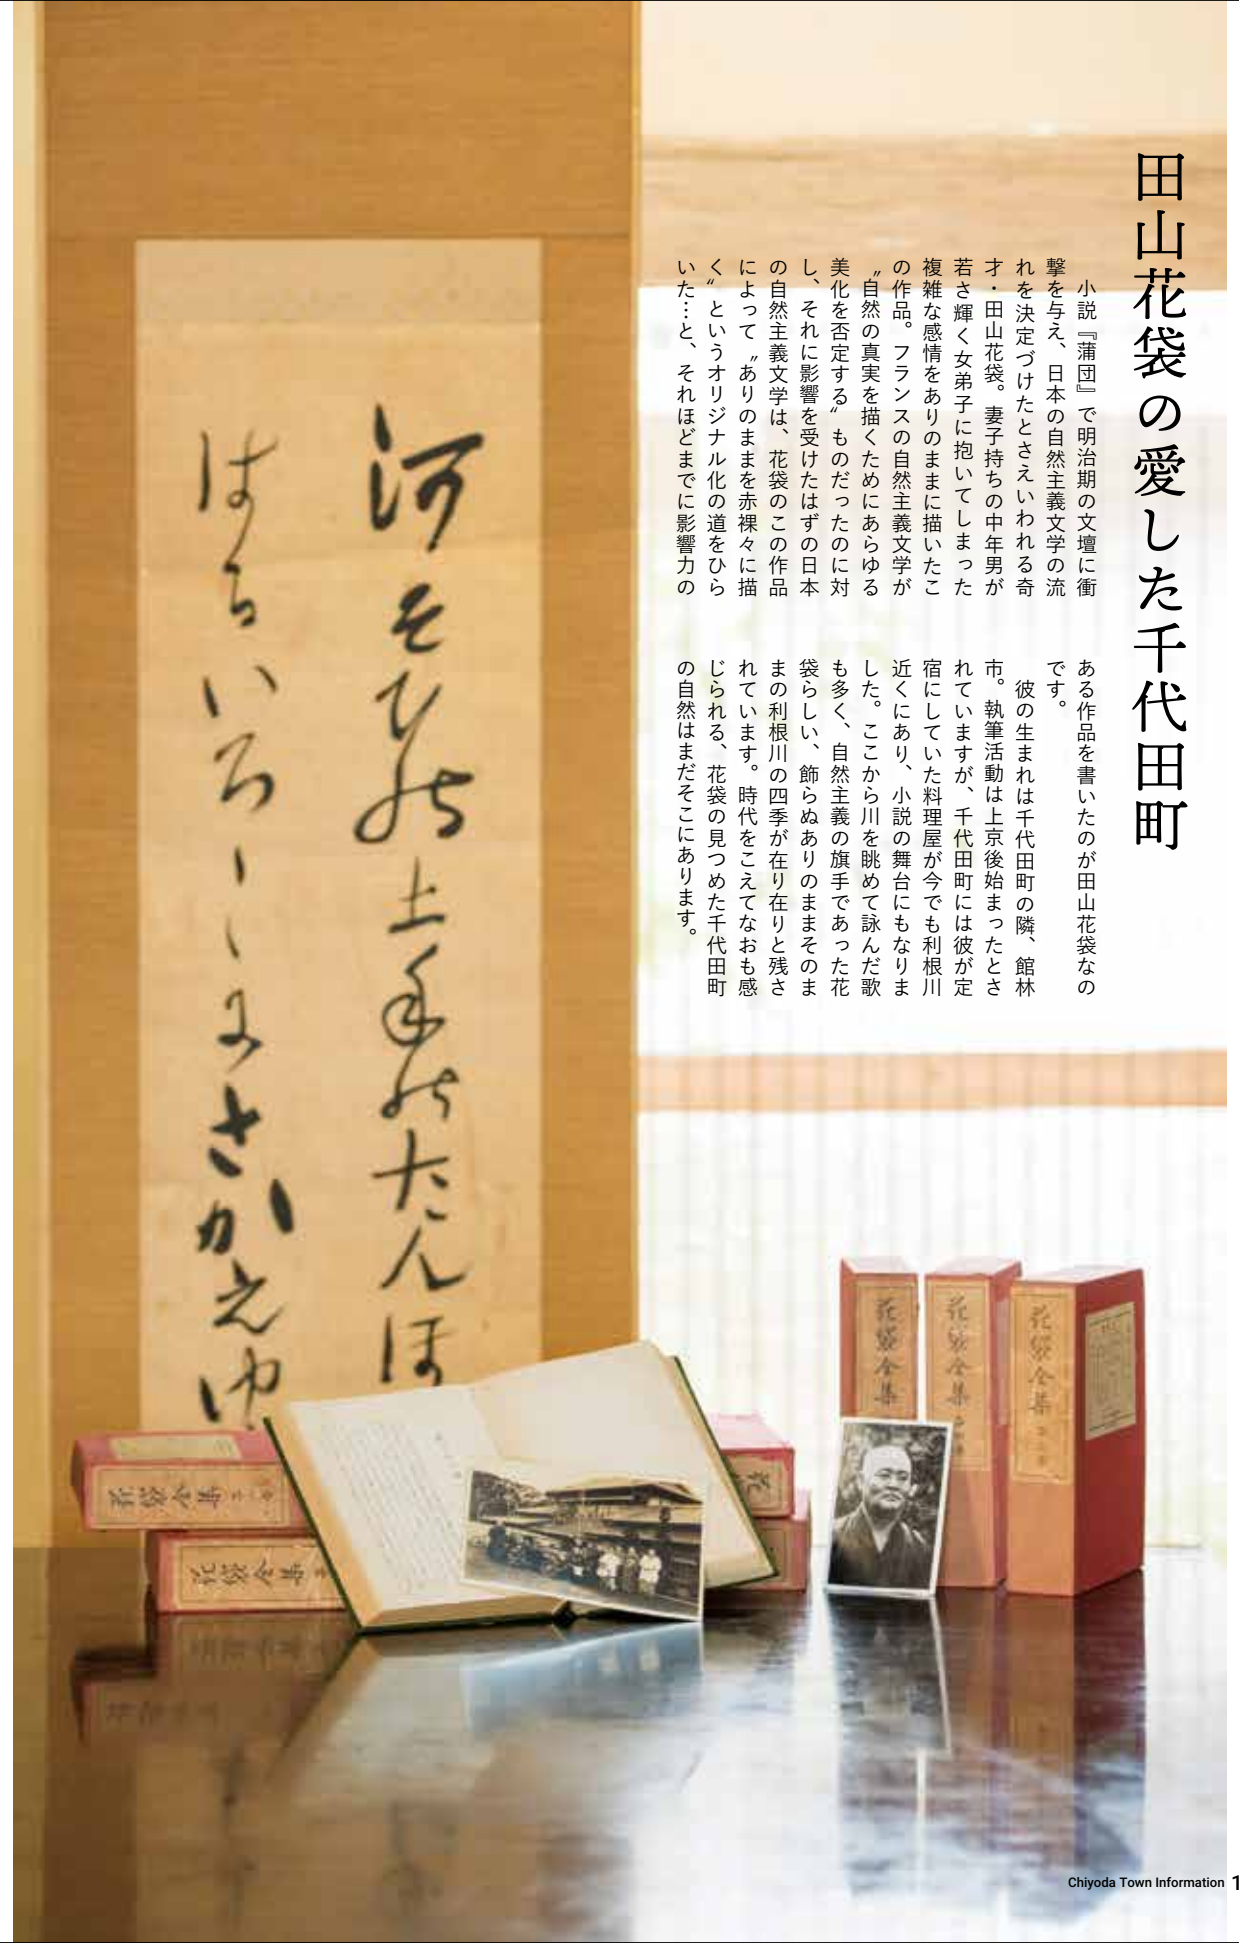 田山花袋の愛した千代田町
小説『蒲団』で明治期の文壇に衝
撃を与え、日本の自然主義文学の流
れを決定づけたとさえいわれる奇
才・田山花袋。妻子持ちの中年男が
若さ輝く女弟子に抱いてしまった
複雑な感情をありのままに描いたこ
の作品。フランスの自然主義文学が
〝自然の真実を描くためにあらゆる
美化を否定する〟ものだったのに対
し、それに影響を受けたはずの日本
の自然主義文学は、花袋のこの作品
によって〝ありのままを赤裸々に描
く〟というオリジナル化の道をひら
いた…と、それほどまでに影響力の
ある作品を書いたのが田山花袋なの
です。
彼の生まれは千代田町の隣、館林
市。執筆活動は上京後始まったとさ
れていますが、千代田町には彼が定
宿にしていた料理屋が今でも利根川
近くにあり、小説の舞台にもなりま
した。ここから川を眺めて詠んだ歌
も多く、自然主義の旗手であった花
袋らしい、飾らぬありのままそのま
まの利根川の四季が在り在りと残さ
れています。時代をこえてなおも感
じられる、花袋の見つめた千代田町
の自然はまだそこにあります。
河そひの土手のたんほ
花袋全集
花袋全集
花袋全集
花袋全集
花袋全集
Chiyoda Town Information 1